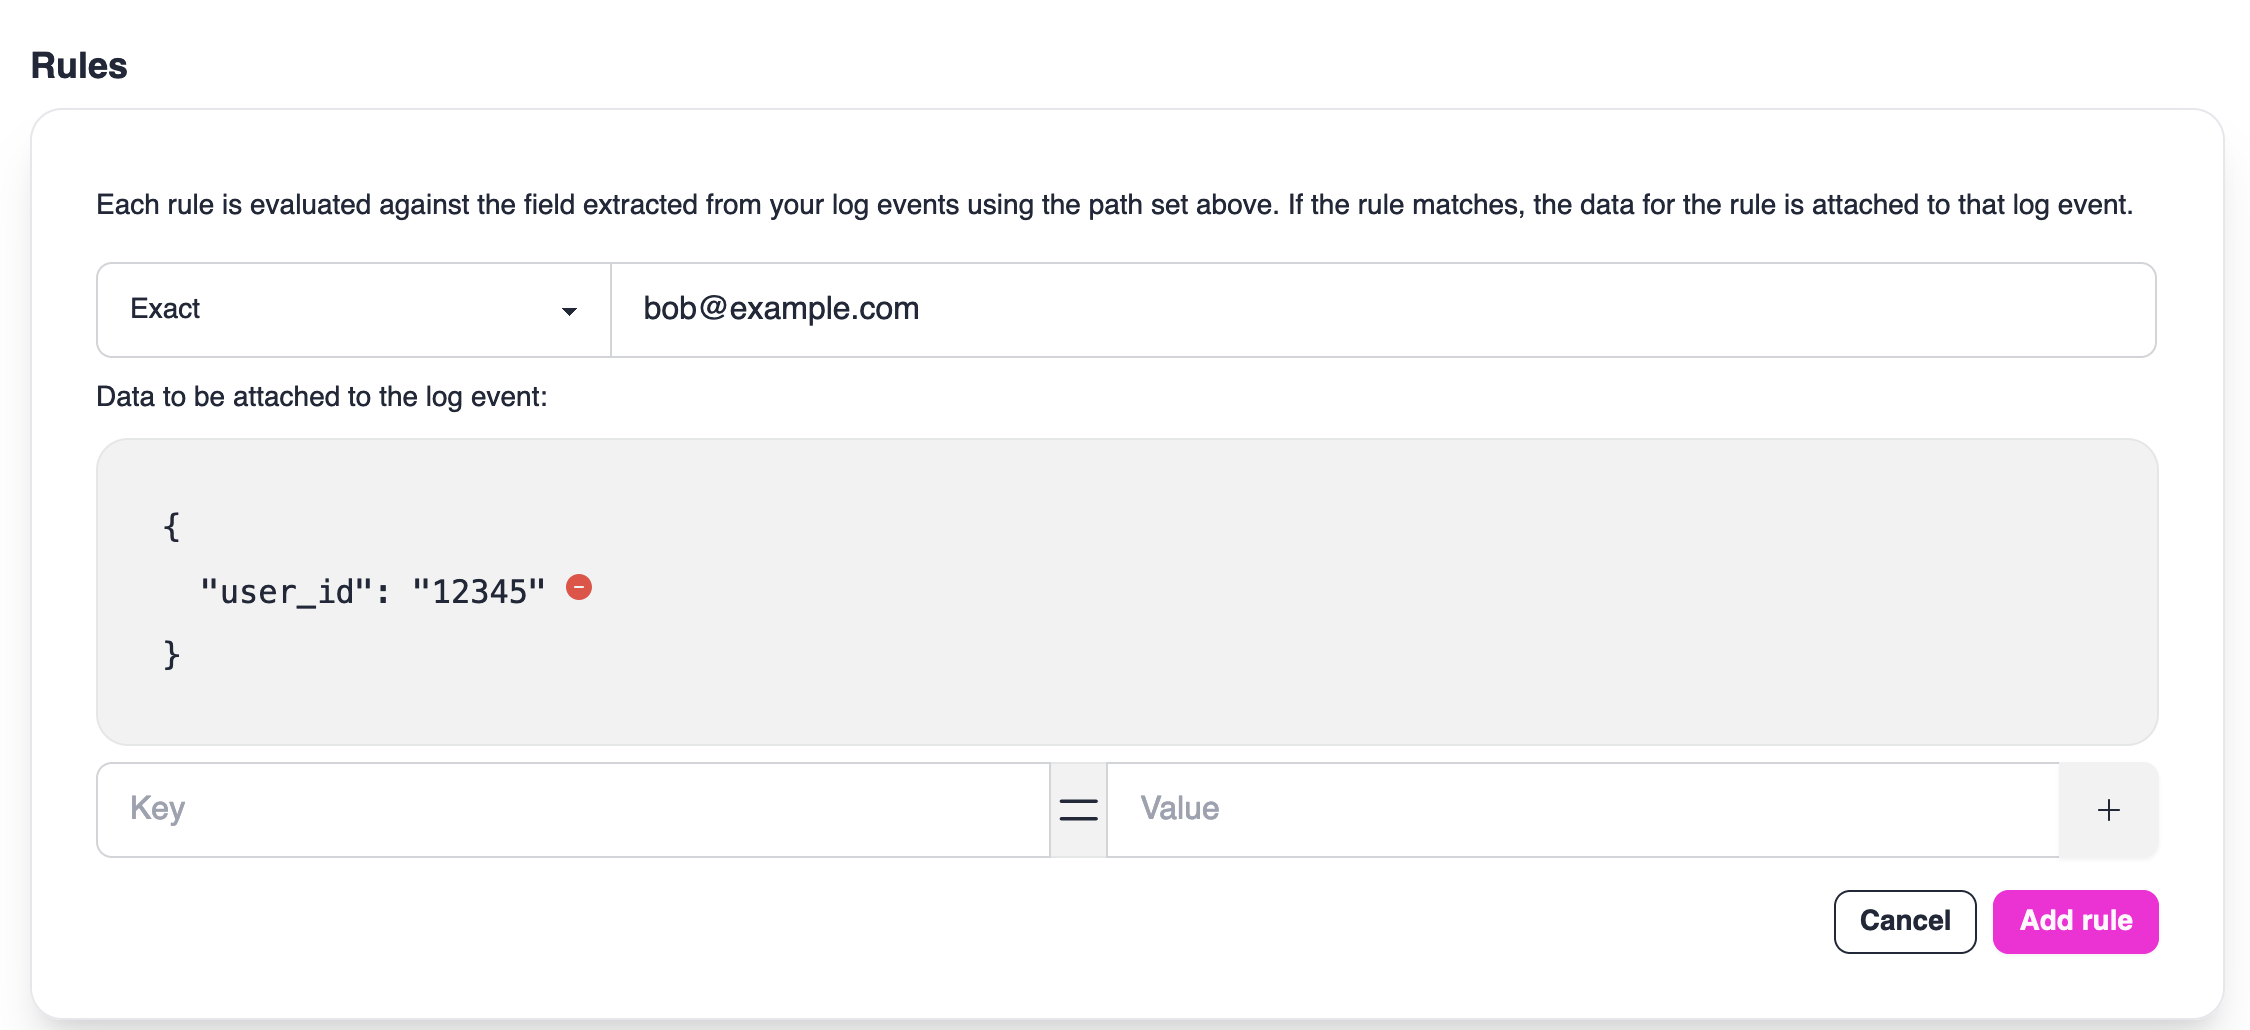 Rules
Each rule is evaluated against the field extracted from your log events using the path set above. If the rule matches, the data for the rule is attached to that log event.
Exact
bob@example.com
Data to be attached to the log event:
{
"user_id": "12345"
}
Key = Value +
Cancel Add rule